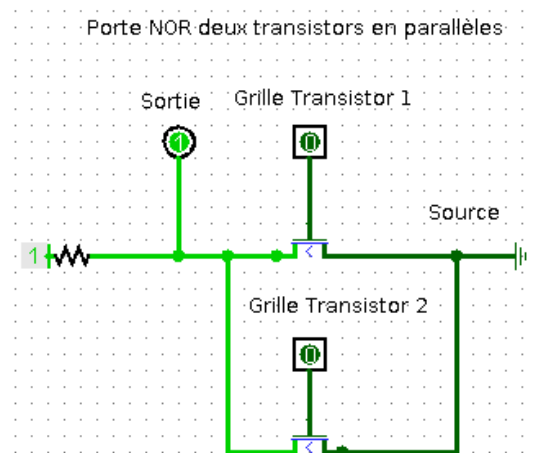 Porte NOR deux transistors en parallèles
Sortie
Grille Transistor 1
1
0
Source
1
Grille Transistor 2
0